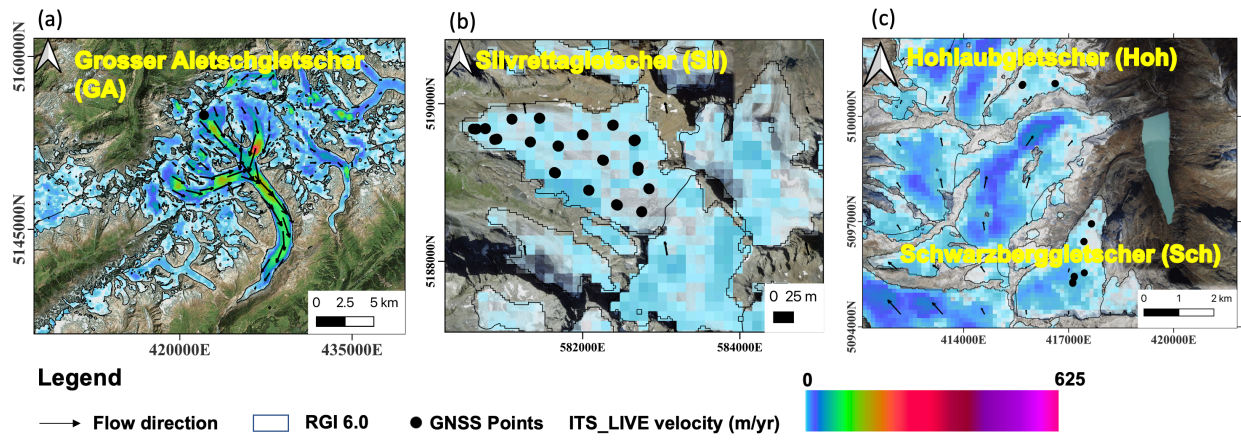 (a)
Grosser Aletschgletscher
(GA)
5160000N
5145000N
0 2.5 5 km
420000E 435000E
(b)
Silvrettagletscher (Sil)
5190000N
5188000N
0 25 m
582000E 584000E
(c)
Hohlaubgletscher (Hoh)
Schwarzberggletscher (Sch)
5100000N
5097000N
5094000N
0 1 2 km
414000E 417000E 420000E
Legend
Flow direction RGI 6.0 GNSS Points ITS_LIVE velocity (m/yr)
0 625